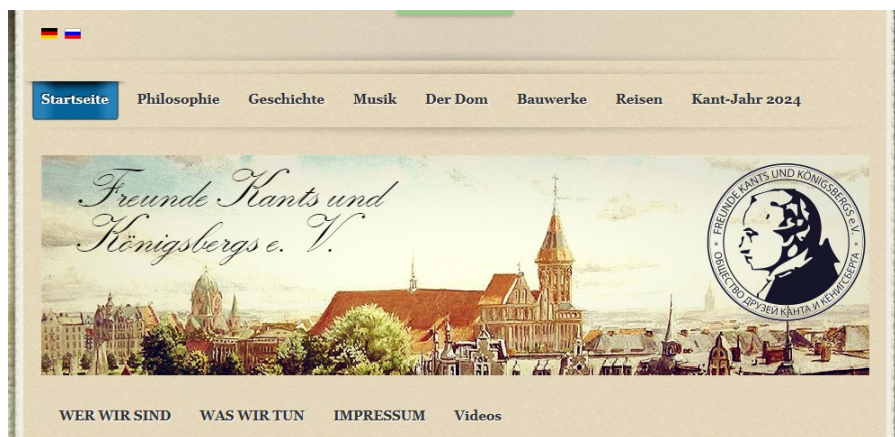 Startseite Philosophie Geschichte Musik Der Dom Bauwerke Reisen Kant-Jahr 2024
Freunde Kants und
Königsbergs e. V.
FREUNDE KANTS UND KÖNIGSBERGS e.V.
ОБЩЕСТВО ДРУЗЕЙ КАНТА И КЁНИГСБЕРГА
WER WIR SIND WAS WIR TUN IMPRESSUM Videos